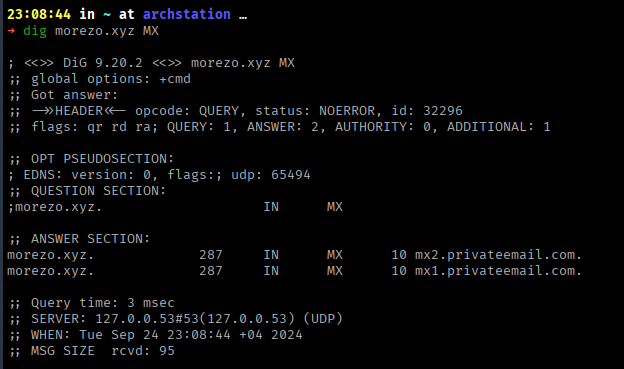 23:08:44 in ~ at archstation …
➜ dig morezo.xyz MX

; <<>> DiG 9.20.2 <<>> morezo.xyz MX
;; global options: +cmd
;; Got answer:
;; ->>HEADER<<- opcode: QUERY, status: NOERROR, id: 32296
;; flags: qr rd ra; QUERY: 1, ANSWER: 2, AUTHORITY: 0, ADDITIONAL: 1

;; OPT PSEUDOSECTION:
; EDNS: version: 0, flags:; udp: 65494
;; QUESTION SECTION:
;morezo.xyz. IN MX

;; ANSWER SECTION:
morezo.xyz. 287 IN MX 10 mx2.privateemail.com.
morezo.xyz. 287 IN MX 10 mx1.privateemail.com.

;; Query time: 3 msec
;; SERVER: 127.0.0.53#53(127.0.0.53) (UDP)
;; WHEN: Tue Sep 24 23:08:44 +04 2024
;; MSG SIZE rcvd: 95